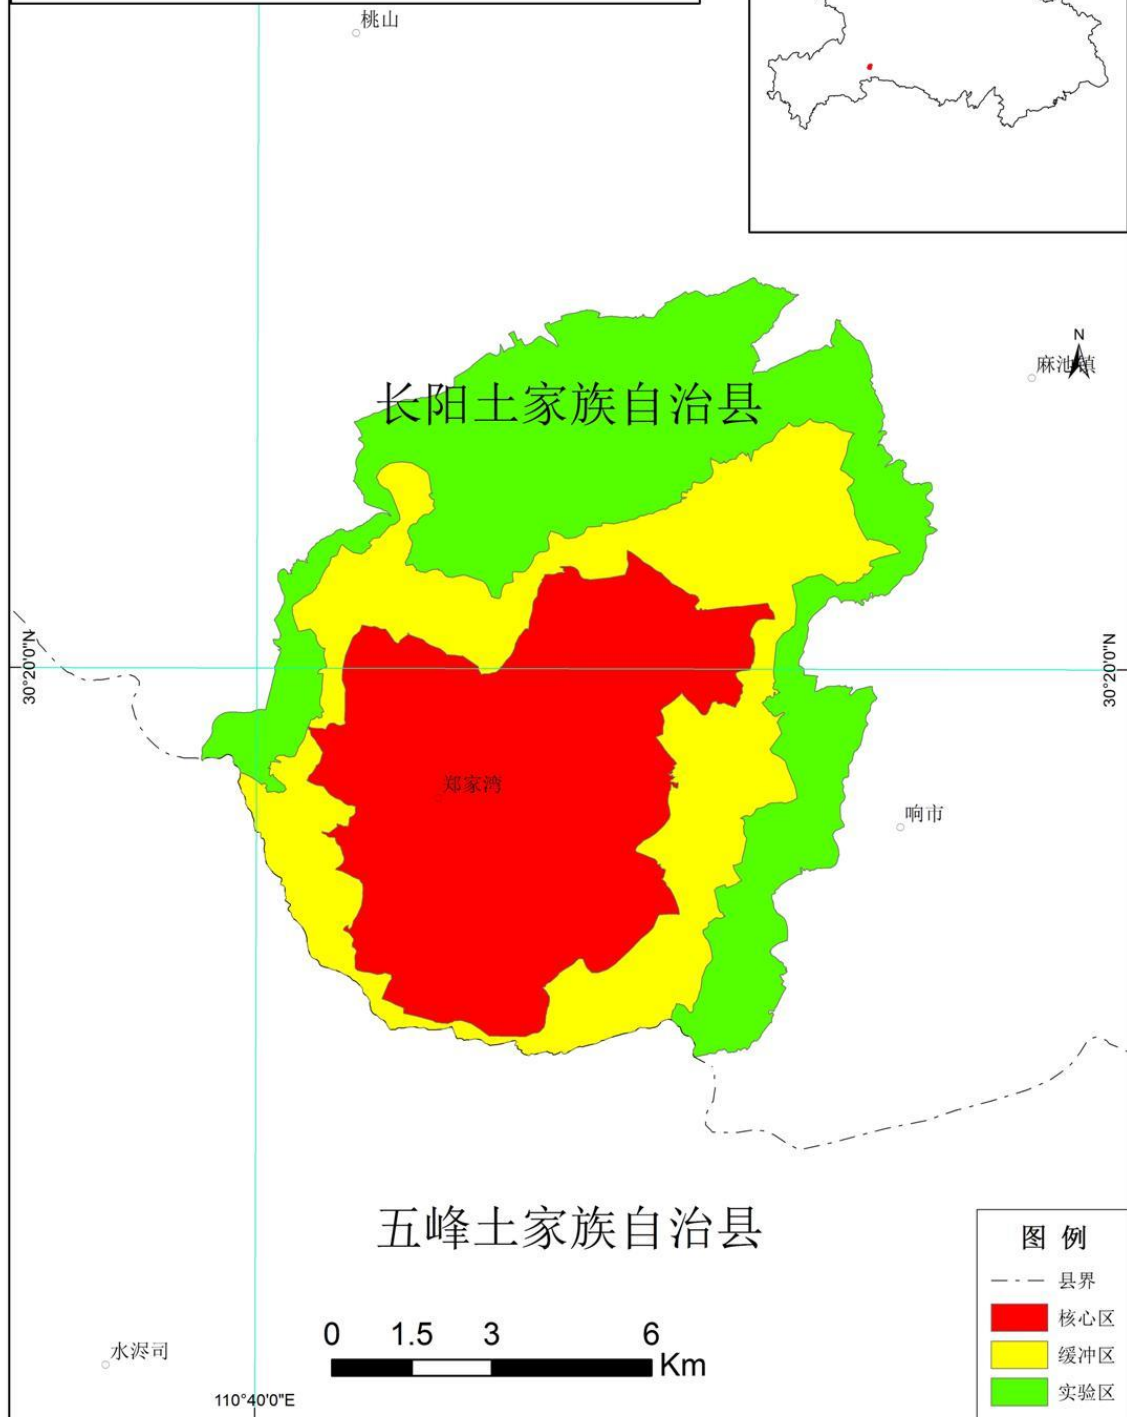 桃山
N
麻池镇
长阳土家族自治县
30°20'0"N
30°20'0"N
郑家湾
响市
五峰土家族自治县
图 例
县界
核心区
缓冲区
实验区
0 1.5 3 6
Km
水浕司
110°40'0"E